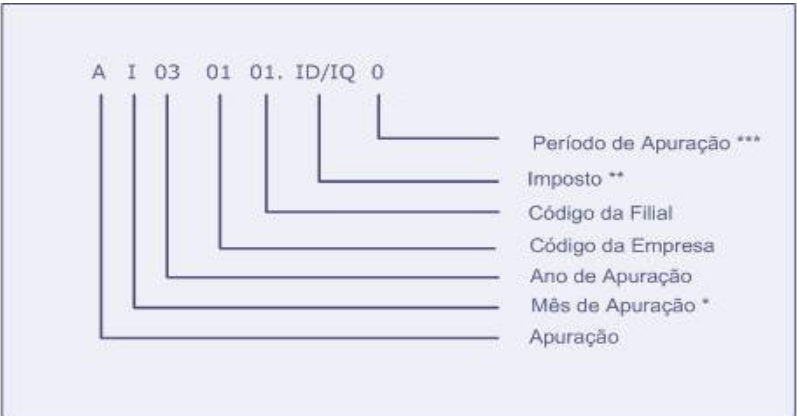 A I 03 01 01. ID/IQ 0
Período de Apuração ***
Imposto **
Código da Filial
Código da Empresa
Ano de Apuração
Mês de Apuração *
Apuração